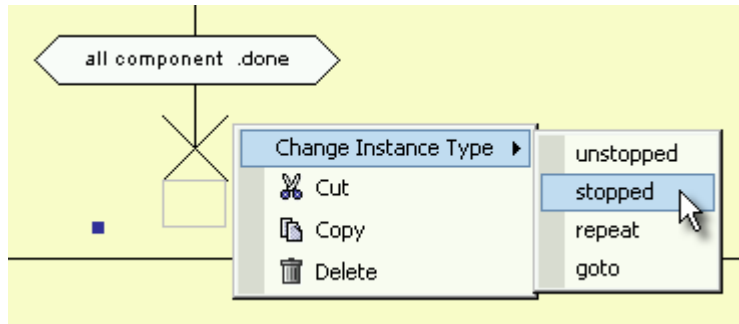 all component .done
Change Instance Type
Cut
Copy
Delete
unstopped
stopped
repeat
goto